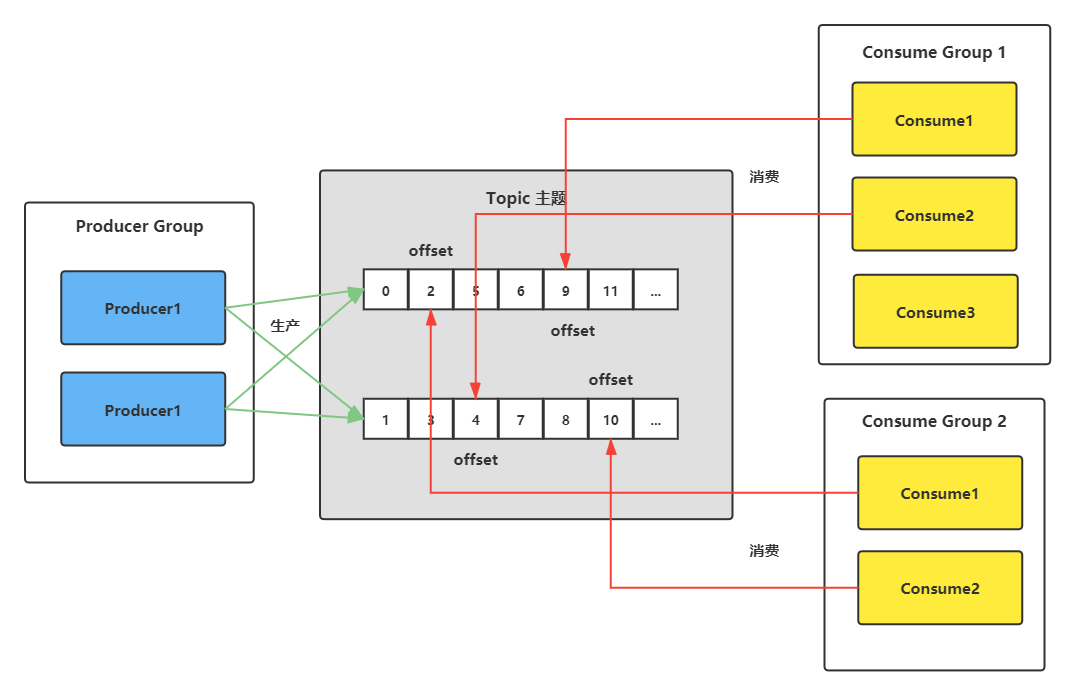 Producer Group
Producer1
Producer1
生产
Topic 主题
offset
0 2 5 6 9 11 ...
offset
offset
1 3 4 7 8 10 ...
offset
消费
Consume Group 1
Consume1
Consume2
Consume3
Consume Group 2
Consume1
Consume2
消费